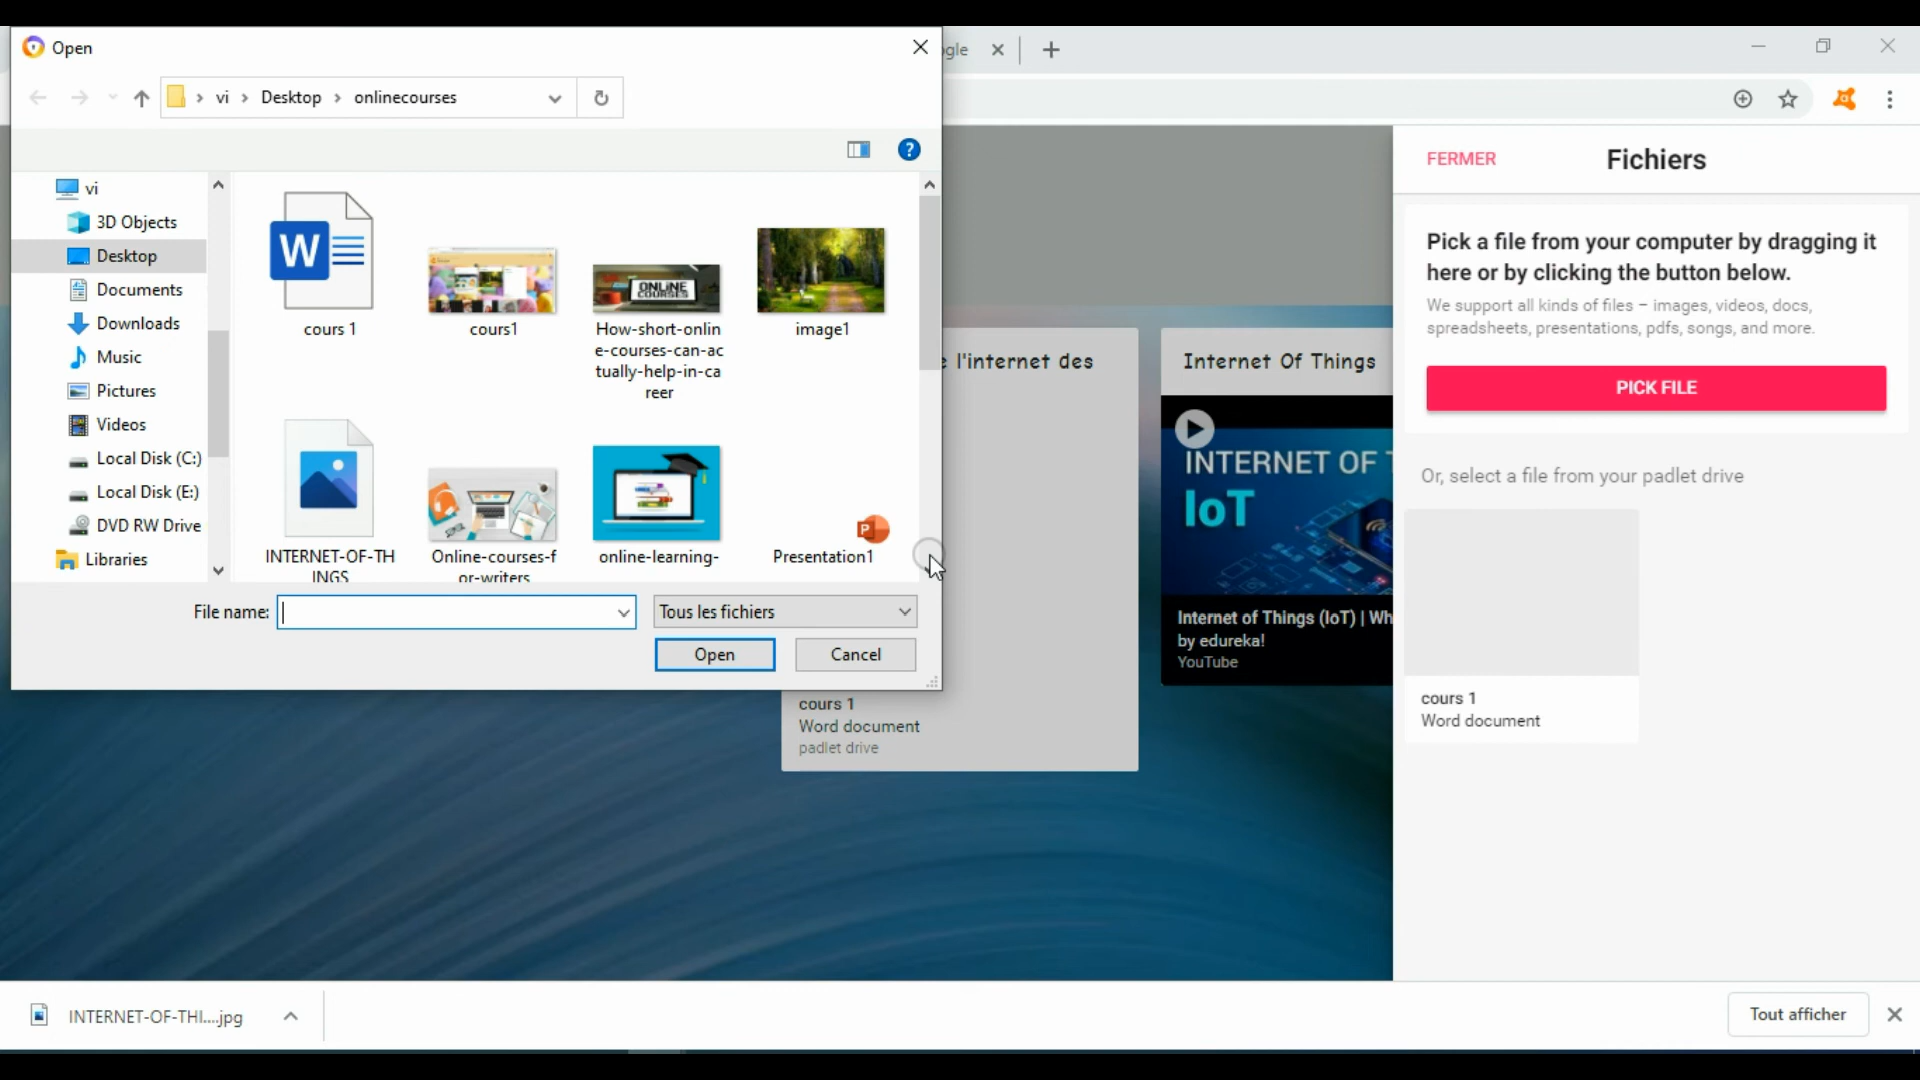 Open
gle
vi
Desktop
onlinecourses
FERMER
Fichiers
vi
3D Objects
Desktop
Documents
Downloads
Music
Pictures
Videos
Local Disk (C:)
Local Disk (E:)
DVD RW Drive
Libraries
W
cours 1
cours1
ONLINE
COURSES
How-short-onlin
e-courses-can-ac
tually-help-in-ca
reer
image1
INTERNET-OF-TH
INGS
Online-courses-f
or-writers
online-learning-
P
Presentation1
File name:
Tous les fichiers
Open
Cancel
l'internet des
cours 1
Word document
padlet drive
Internet Of Things
INTERNET OF T
IoT
Internet of Things (IoT) | Wh
by edureka!
YouTube
Pick a file from your computer by dragging it
here or by clicking the button below.
We support all kinds of files – images, videos, docs,
spreadsheets, presentations, pdfs, songs, and more.
PICK FILE
Or, select a file from your padlet drive
cours 1
Word document
INTERNET-OF-THI....jpg
Tout afficher